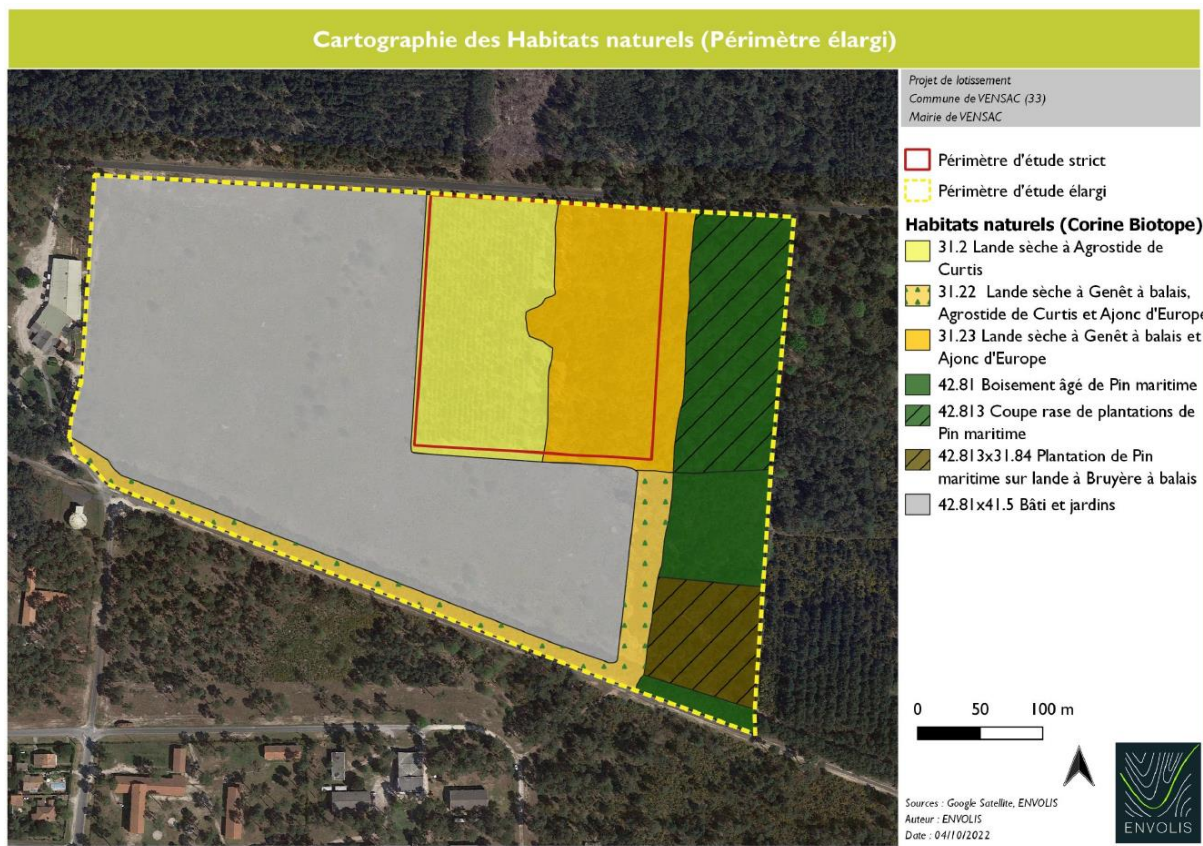 Cartographie des Habitats naturels (Périmètre élargi)
Projet de lotissement
Commune de VENSAC (33)
Mairie de VENSAC
Périmètre d'étude strict
Périmètre d'étude élargi
Habitats naturels (Corine Biotope)
31.2 Lande sèche à Agrostide de
Curtis
31.22 Lande sèche à Genêt à balais,
Agrostide de Curtis et Ajonc d'Europe
31.23 Lande sèche à Genêt à balais et
Ajonc d'Europe
42.81 Boisement âgé de Pin maritime
42.813 Coupe rase de plantations de
Pin maritime
42.813x31.84 Plantation de Pin
maritime sur lande à Bruyère à balais
42.81x41.5 Bâti et jardins
0 50 100 m
Sources : Google Satellite, ENVOLIS
Auteur : ENVOLIS
Date : 04/10/2022
ENVOLIS